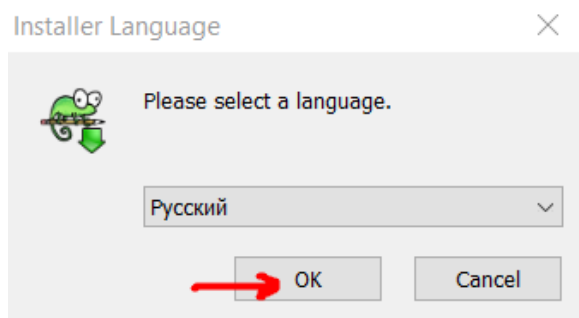 Installer Language
Please select a language.
Русский
OK
Cancel